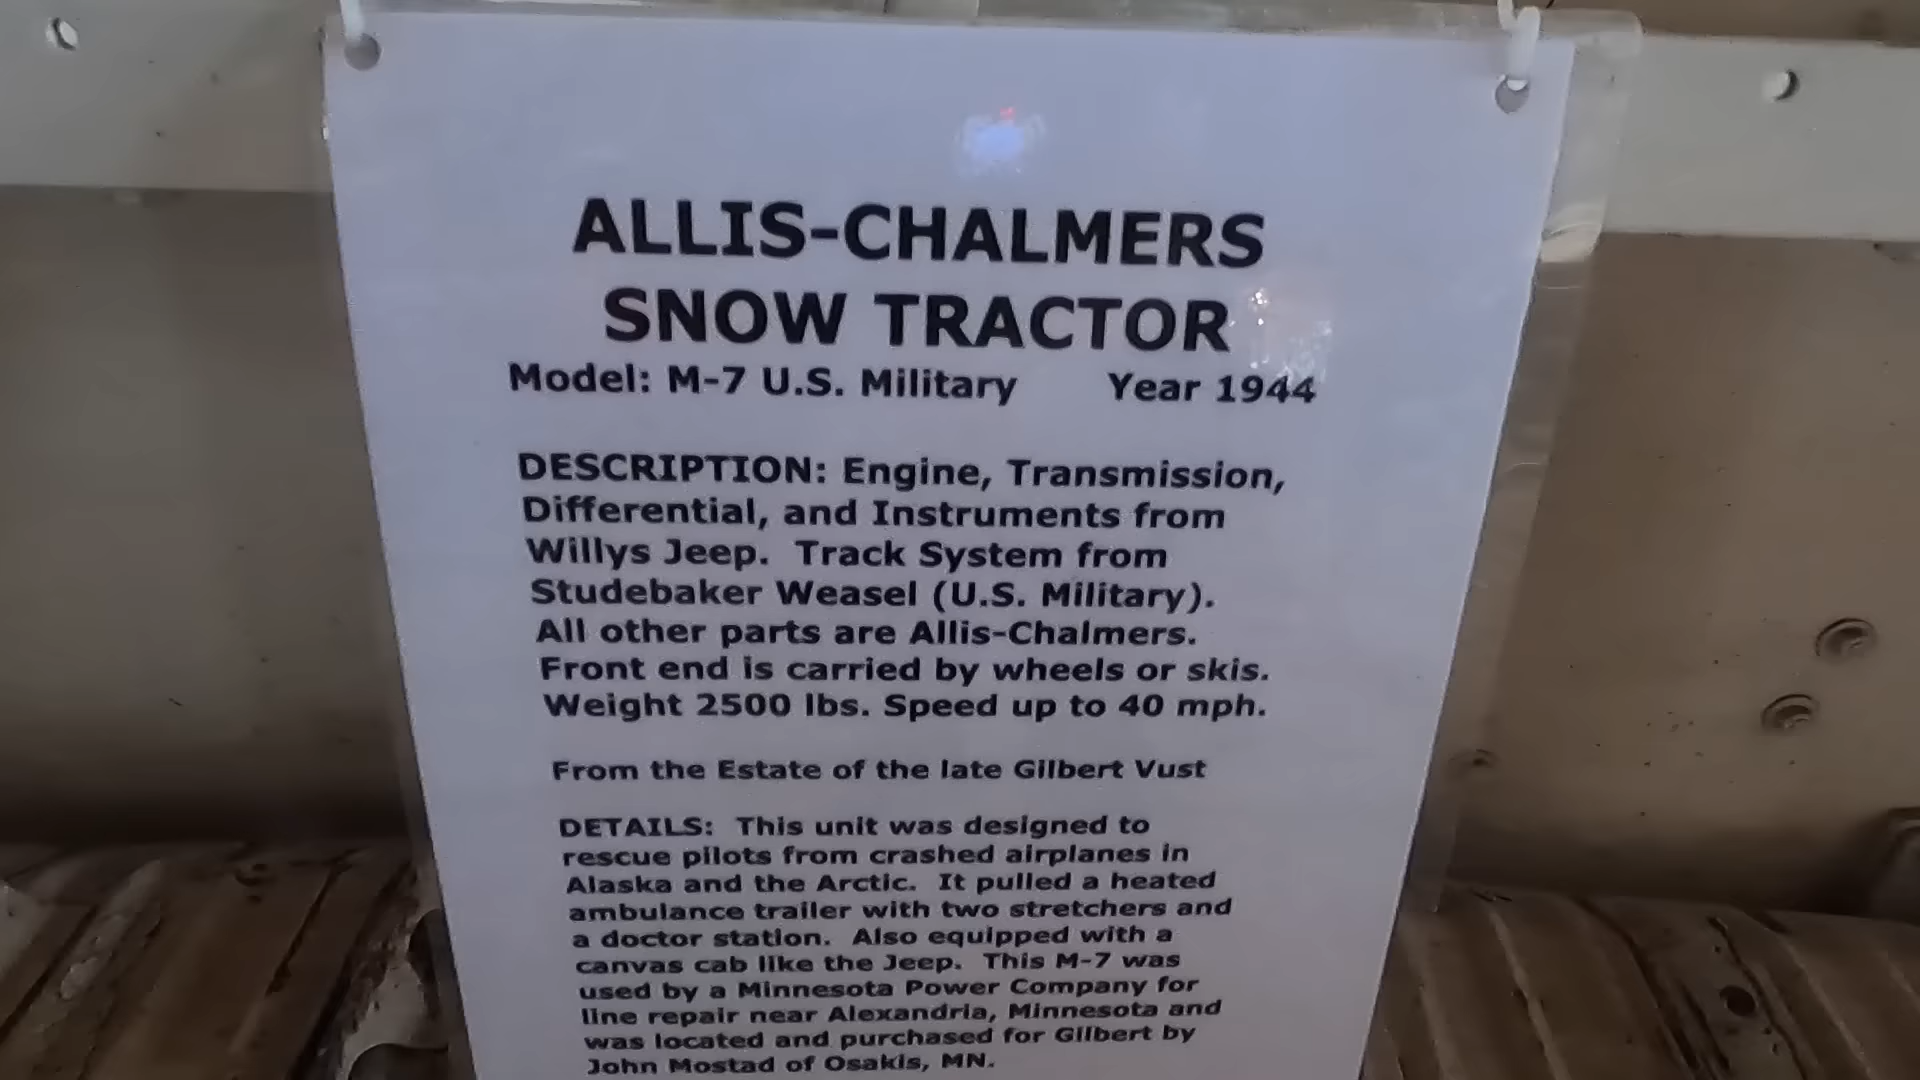 ALLIS-CHALMERS
SNOW TRACTOR
Model: M-7 U.S. Military Year 1944
DESCRIPTION: Engine, Transmission,
Differential, and Instruments from
Willys Jeep. Track System from
Studebaker Weasel (U.S. Military).
All other parts are Allis-Chalmers.
Front end is carried by wheels or skis.
Weight 2500 lbs. Speed up to 40 mph.
From the Estate of the late Gilbert Vust
DETAILS: This unit was designed to
rescue pilots from crashed airplanes in
Alaska and the Arctic. It pulled a heated
ambulance trailer with two stretchers and
a doctor station. Also equipped with a
canvas cab like the Jeep. This M-7 was
used by a Minnesota Power Company for
line repair near Alexandria, Minnesota and
was located and purchased for Gilbert by
John Mostad of Osakis, MN.